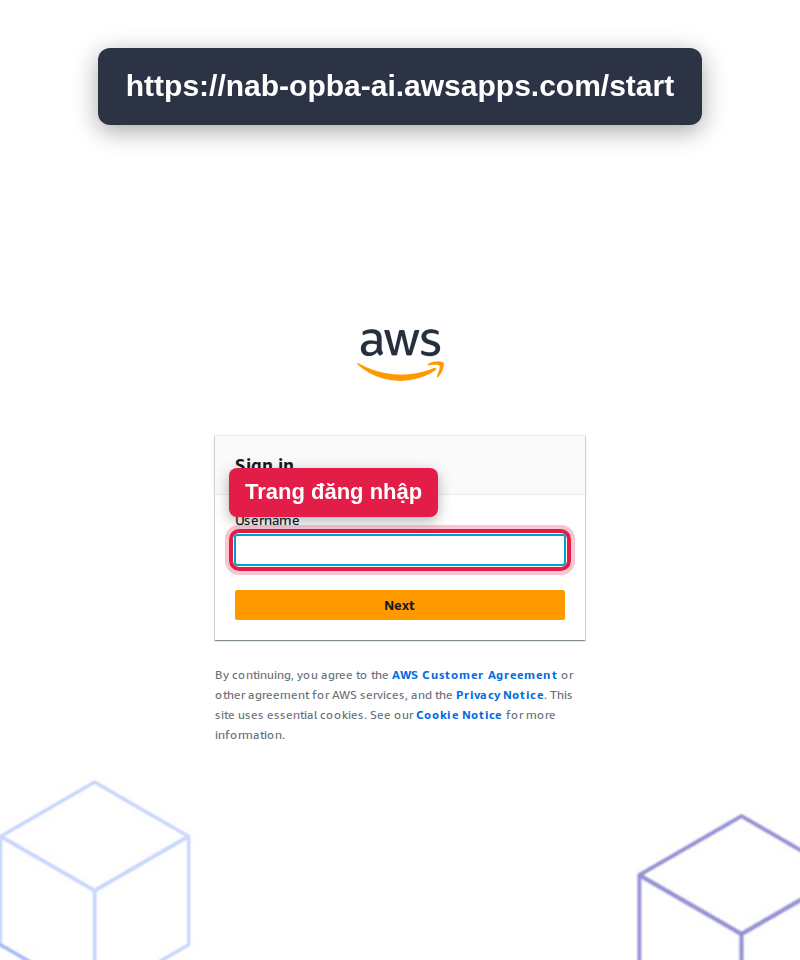 https://nab-opba-ai.awsapps.com/start
aws
Sign in
Trang đăng nhập
Username
Next
By continuing, you agree to the AWS Customer Agreement or
other agreement for AWS services, and the Privacy Notice. This
site uses essential cookies. See our Cookie Notice for more
information.